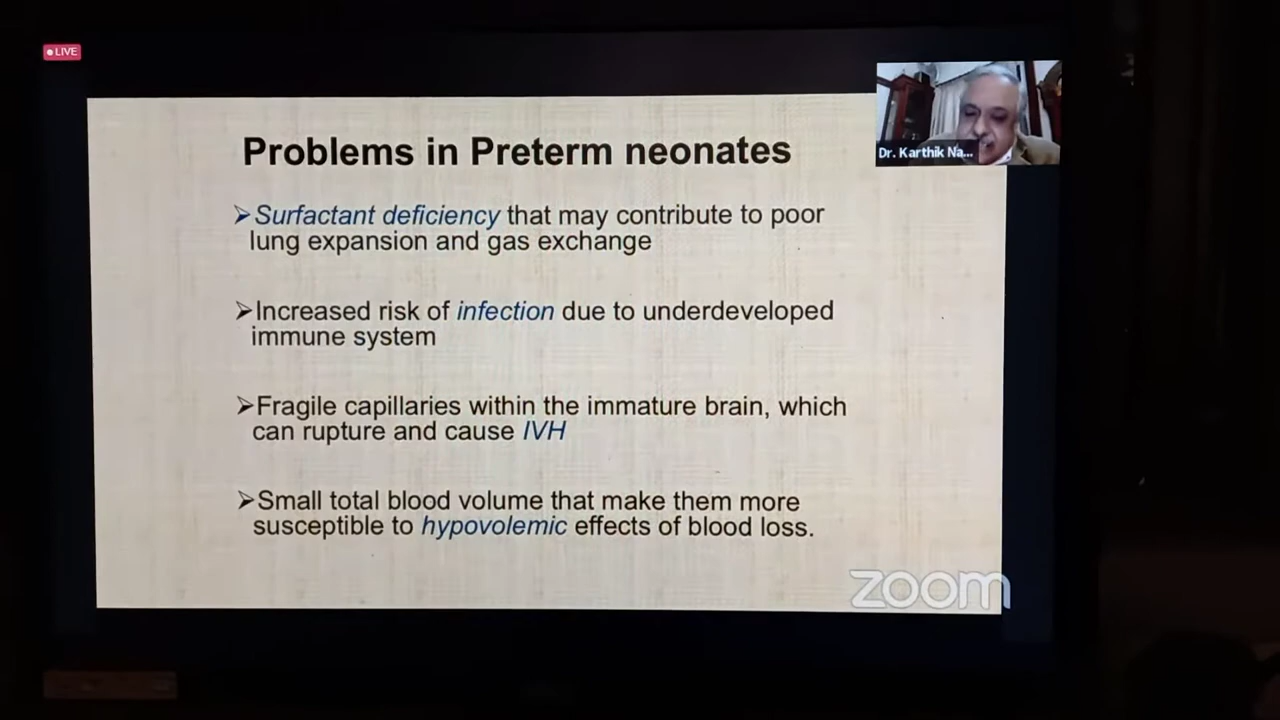 LIVE
Problems in Preterm neonates
Dr. Karthik Na...
➢Surfactant deficiency that may contribute to poor
lung expansion and gas exchange
➢Increased risk of infection due to underdeveloped
immune system
➢Fragile capillaries within the immature brain, which
can rupture and cause IVH
➢Small total blood volume that make them more
susceptible to hypovolemic effects of blood loss.
zoom